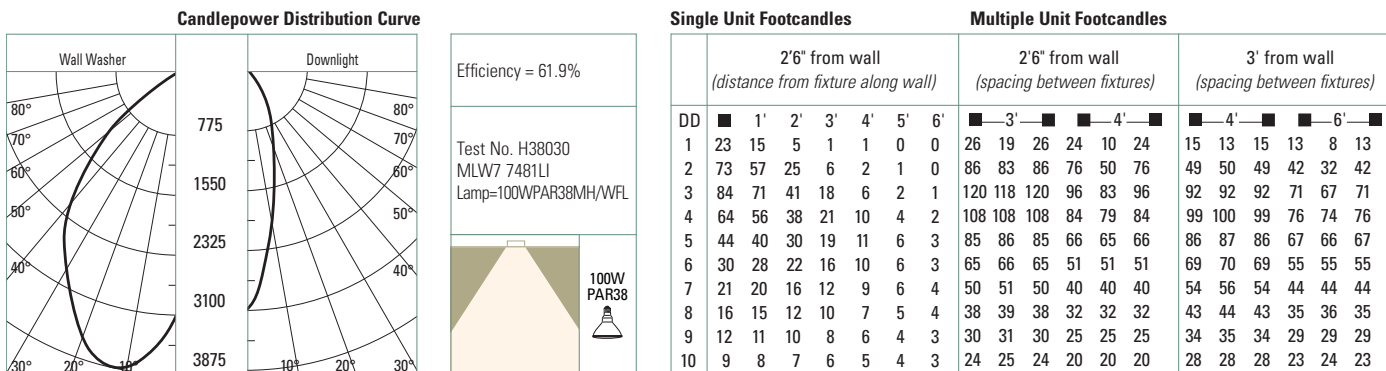 Candlepower Distribution Curve
Wall Washer
Downlight
80°
70°
60°
50°
40°
30°
20°
10°
775
1550
2325
3100
3875
80°
70°
50°
40°
10°
20°
30°
Efficiency = 61.9%
Test No. H38030
MLW7 7481LI
Lamp=100WPAR38MH/WFL
100W
PAR38
Single Unit Footcandles
Multiple Unit Footcandles
2'6" from wall
(distance from fixture along wall)
2'6" from wall
(spacing between fixtures)
3' from wall
(spacing between fixtures)
DD 1' 2' 3' 4' 5' 6' 3' 4' 4' 6'
1 23 15 5 1 1 0 0 26 19 26 24 10 24 15 13 15 13 8 13
2 73 57 25 6 2 1 0 86 83 86 76 50 76 49 50 49 42 32 42
3 84 71 41 18 6 2 1 120 118 120 96 83 96 92 92 92 71 67 71
4 64 56 38 21 10 4 2 108 108 108 84 79 84 99 100 99 76 74 76
5 44 40 30 19 11 6 3 85 86 85 66 65 66 86 87 86 67 66 67
6 30 28 22 16 10 6 3 65 66 65 51 51 51 69 70 69 55 55 55
7 21 20 16 12 9 6 4 50 51 50 40 40 40 54 56 54 44 44 44
8 16 15 12 10 7 5 4 38 39 38 32 32 32 43 44 43 35 36 35
9 12 11 10 8 6 4 3 30 31 30 25 25 25 34 35 34 29 29 29
10 9 8 7 6 5 4 3 24 25 24 20 20 20 28 28 28 23 24 23